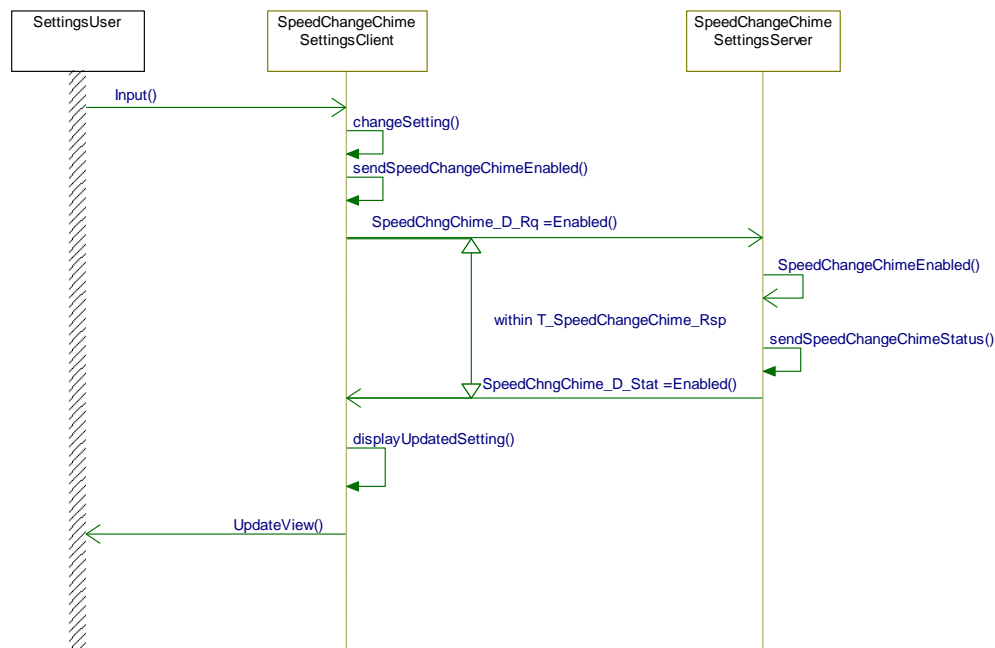 SettingsUser
SpeedChangeChime
SettingsClient
SpeedChangeChime
SettingsServer
Input()
changeSetting()
sendSpeedChangeChimeEnabled()
SpeedChngChime_D_Rq =Enabled()
SpeedChangeChimeEnabled()
within T_SpeedChangeChime_Rsp
sendSpeedChangeChimeStatus()
SpeedChngChime_D_Stat =Enabled()
displayUpdatedSetting()
UpdateView()